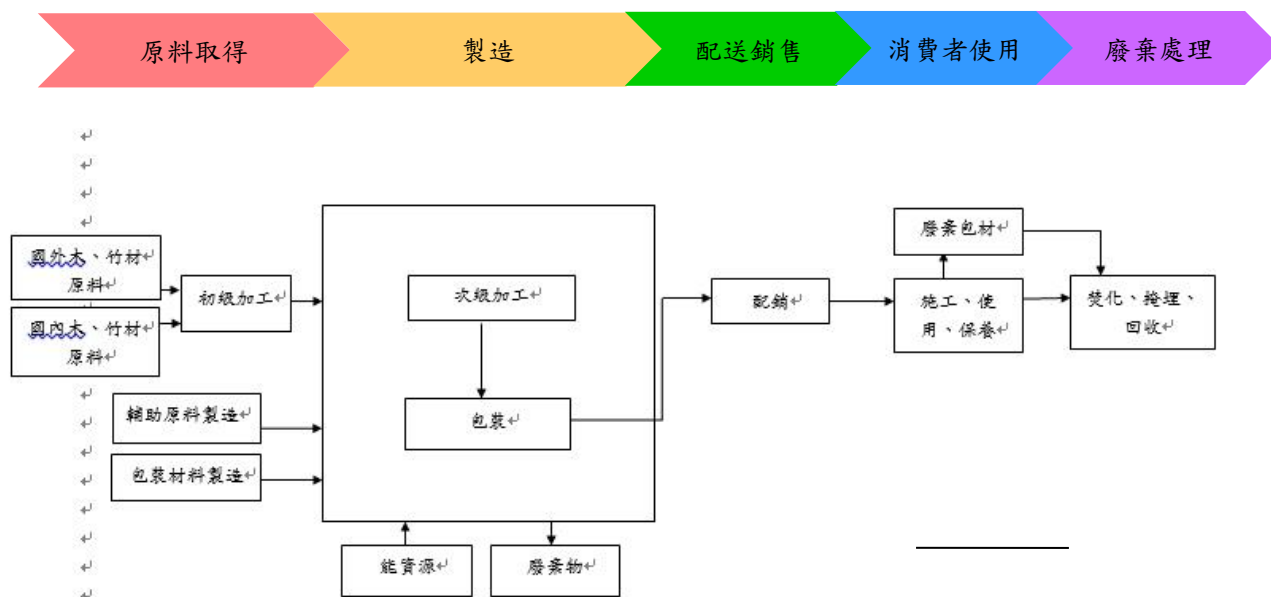 原料取得
製造
配送銷售
消費者使用
廢棄處理
國外木、竹材
原料
國內木、竹材
原料
初級加工
輔助原料製造
包裝材料製造
次級加工
包裝
能資源
廢棄物
配銷
廢棄包材
施工、使
用、保養
焚化、掩埋、
回收